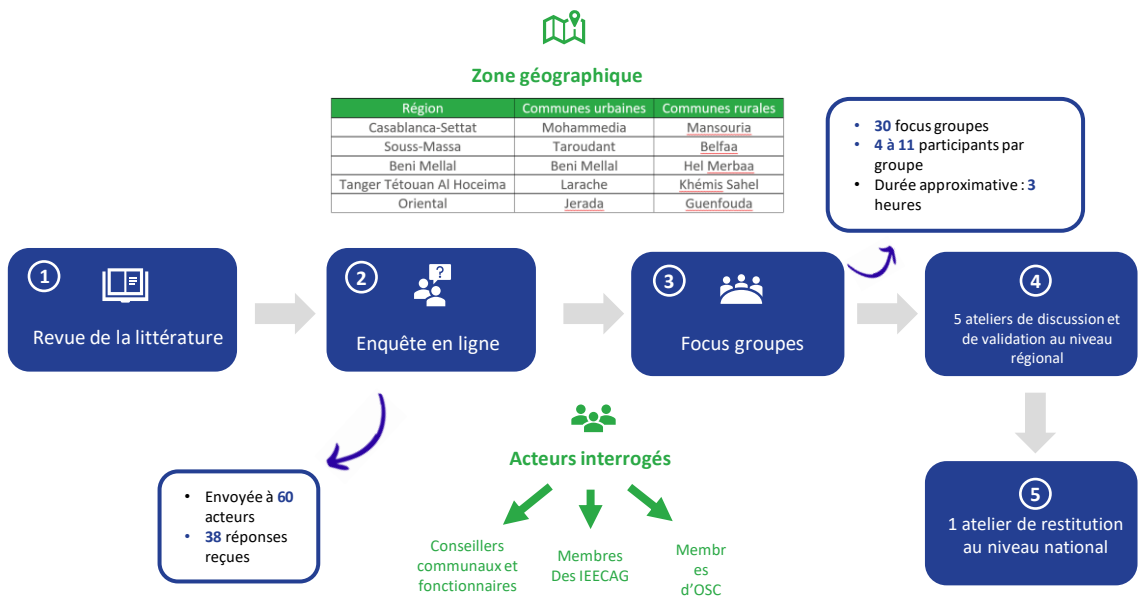 Zone géographique
Région Communes urbaines Communes rurales
Casablanca-Settat Mohammedia Mansouria
Souss-Massa Taroudant Belfaa
Beni Mellal Beni Mellal Hel Merbaa
Tanger Tétouan Al Hoceima Larache Khémis Sahel
Oriental Jerada Guenfouda
• 30 focus groupes
• 4 à 11 participants par
groupe
• Durée approximative : 3
heures
1
Revue de la littérature
2
?
Enquête en ligne
3
Focus groupes
4
5 ateliers de discussion et
de validation au niveau
régional
• Envoyée à 60
acteurs
• 38 réponses
reçues
Acteurs interrogés
Conseillers
communaux et
fonctionnaires
Membres
Des IEECAG
Membr
es
d'OSC
5
1 atelier de restitution
au niveau national